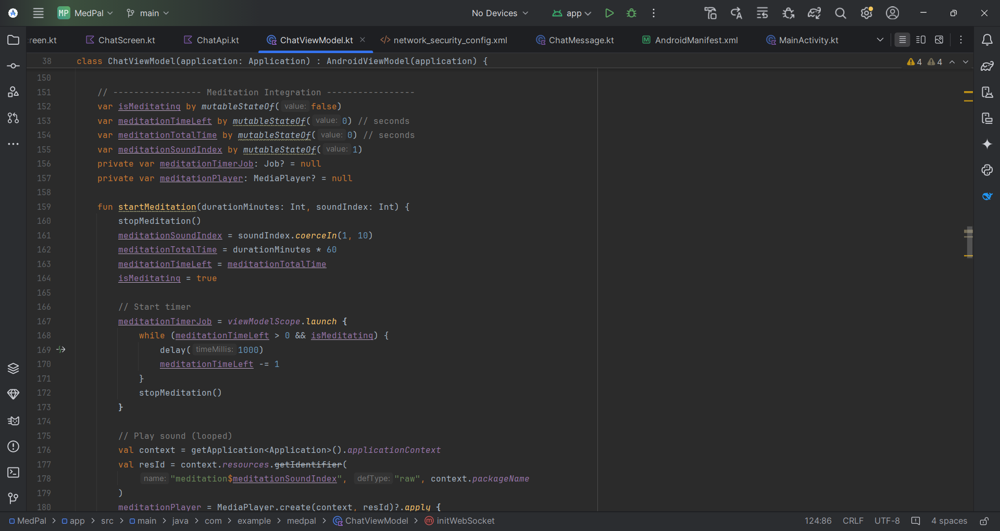 MP MedPal main No Devices app
reen.kt ChatScreen.kt ChatApi.kt ChatViewModel.kt network_security_config.xml ChatMessage.kt AndroidManifest.xml MainActivity.kt
38 class ChatViewModel(application: Application) : AndroidViewModel(application) { 4 4
150
151 // ----------------- Meditation Integration -----------------
152 var isMeditating by mutableStateOf( value: false)
153 var meditationTimeLeft by mutableStateOf( value: 0) // seconds
154 var meditationTotalTime by mutableStateOf( value: 0) // seconds
155 var meditationSoundIndex by mutableStateOf( value: 1)
156 private var meditationTimerJob: Job? = null
157 private var meditationPlayer: MediaPlayer? = null
158
159 fun startMeditation(durationMinutes: Int, soundIndex: Int) {
160 stopMeditation()
161 meditationSoundIndex = soundIndex.coerceIn(1, 10)
162 meditationTotalTime = durationMinutes * 60
163 meditationTimeLeft = meditationTotalTime
164 isMeditating = true
165
166 // Start timer
167 meditationTimerJob = viewModelScope.launch {
168 while (meditationTimeLeft > 0 && isMeditating) {
169 delay( timeMillis: 1000)
170 meditationTimeLeft -= 1
171 }
172 stopMeditation()
173 }
174
175 // Play sound (looped)
176 val context = getApplication<Application>().applicationContext
177 val resId = context.resources.getIdentifier(
178 name: "meditation$meditationSoundIndex", defType: "raw", context.packageName
179 )
180 meditationPlayer = MediaPlayer.create(context, resId)?.apply {
MedPal > app > src > main > java > com > example > medpal > ChatViewModel > m initWebSocket 124:86 CRLF UTF-8 4 spaces